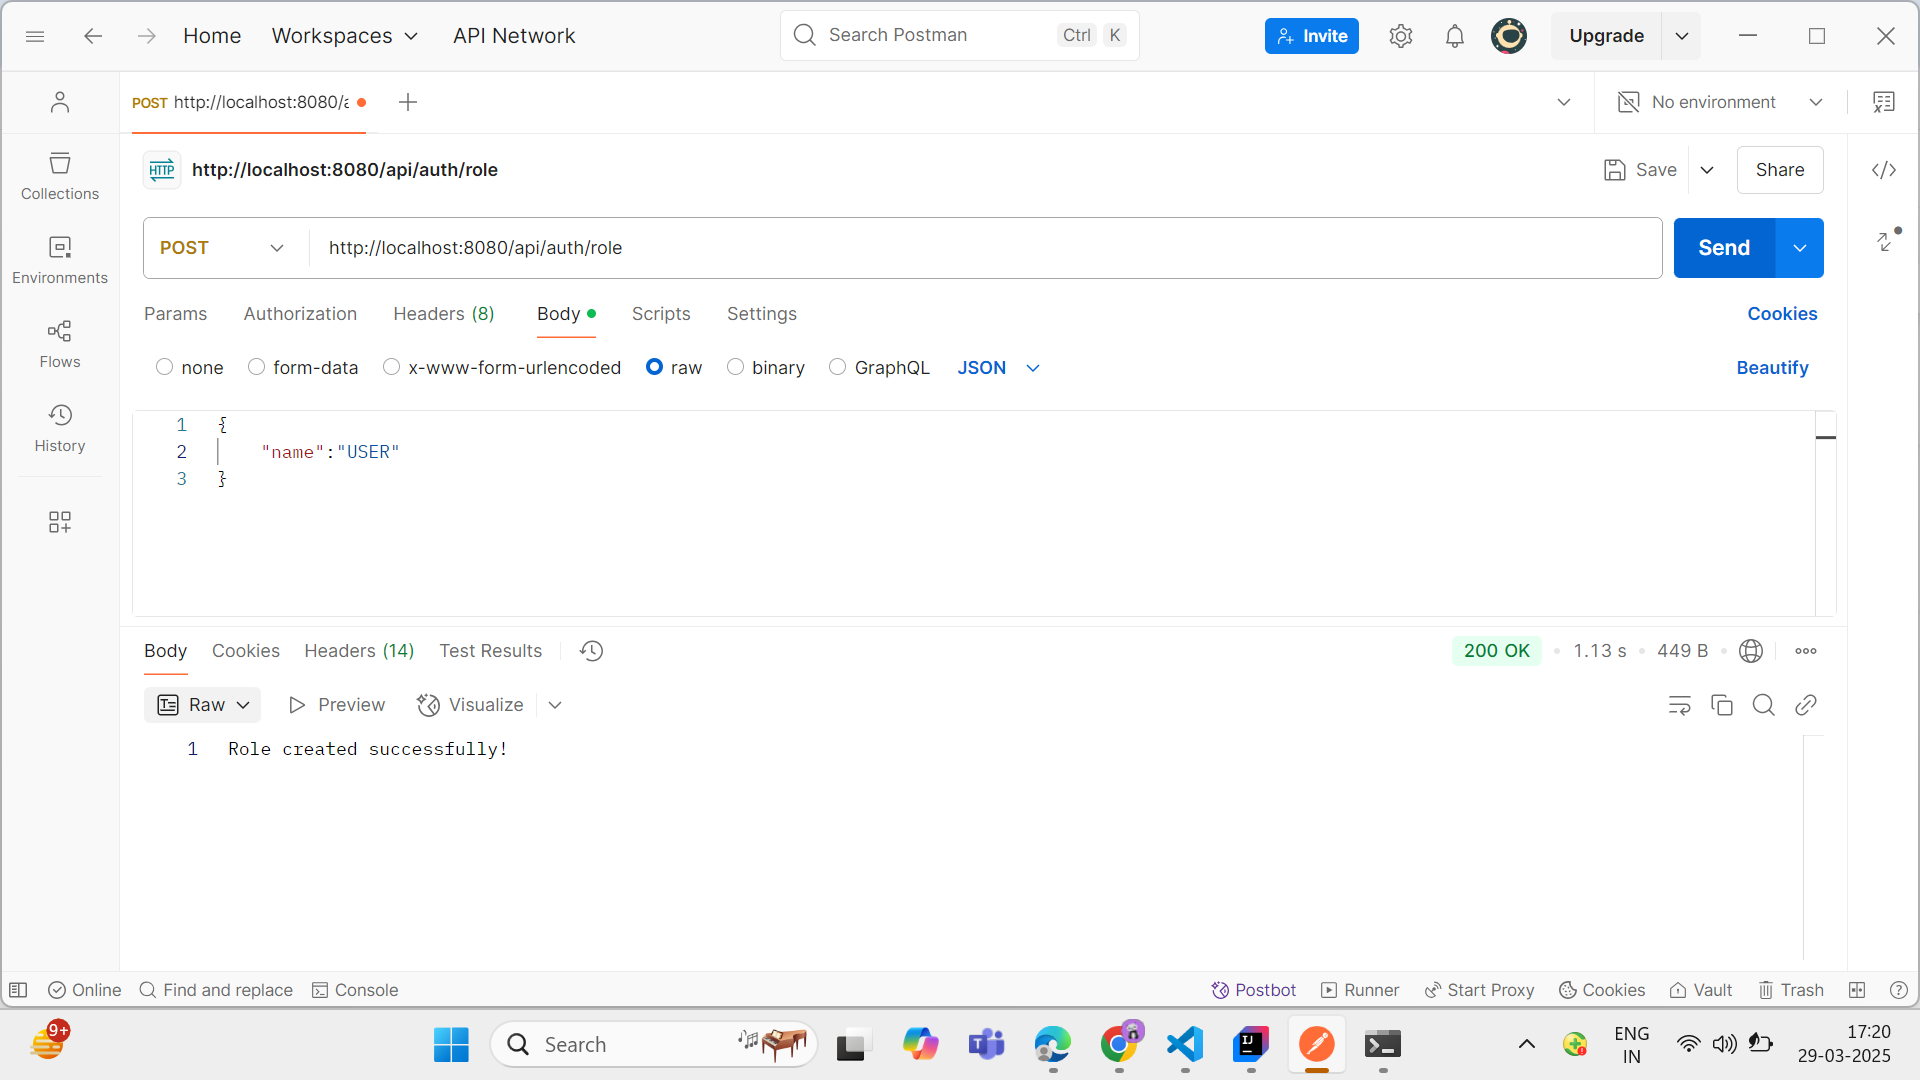 Home
Workspaces
API Network
Search Postman
Ctrl
K
Invite
Upgrade
POST http://localhost:8080/a
No environment
HTTP
http://localhost:8080/api/auth/role
Save
Share
Collections
Environments
Flows
History
POST
http://localhost:8080/api/auth/role
Send
Params
Authorization
Headers (8)
Body
Scripts
Settings
Cookies
none
form-data
x-www-form-urlencoded
raw
binary
GraphQL
JSON
Beautify
1 {
2 "name":"USER"
3 }
Body
Cookies
Headers (14)
Test Results
200 OK
1.13 s
449 B
Raw
Preview
Visualize
1 Role created successfully!
Online
Find and replace
Console
Postbot
Runner
Start Proxy
Cookies
Vault
Trash
9+
Search
ENG
IN
17:20
29-03-2025